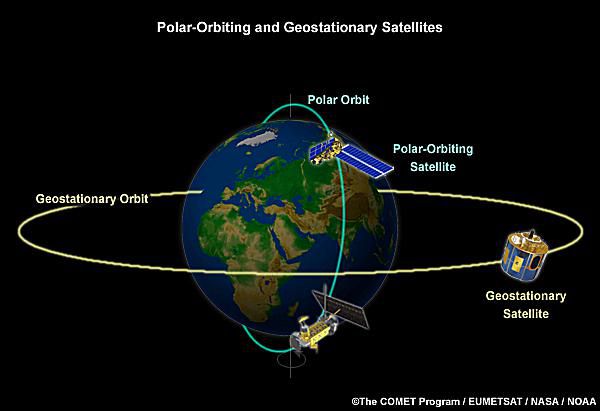 Polar-Orbiting and Geostationary Satellites
Polar Orbit
Polar-Orbiting
Satellite
Geostationary Orbit
Geostationary
Satellite
©The COMET Program / EUMETSAT / NASA / NOAA